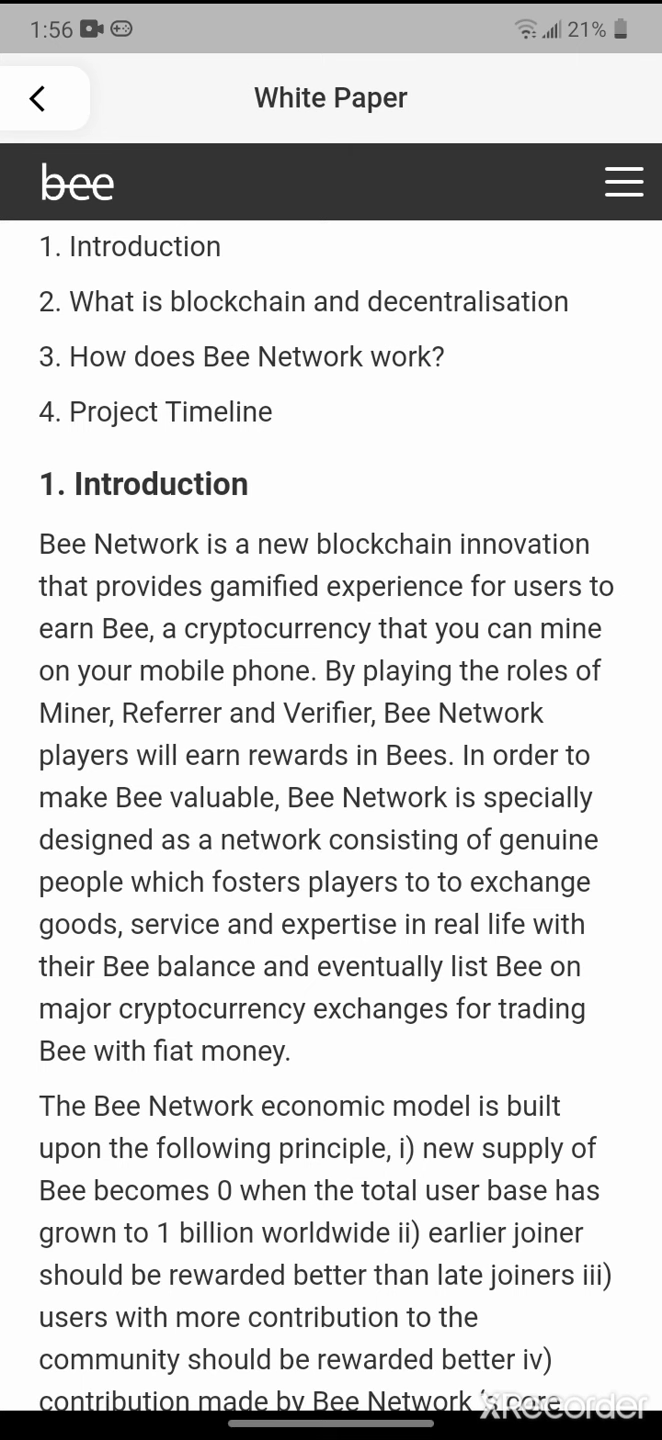 1:56
21%
White Paper
bee
1. Introduction
2. What is blockchain and decentralisation
3. How does Bee Network work?
4. Project Timeline
1. Introduction
Bee Network is a new blockchain innovation
that provides gamified experience for users to
earn Bee, a cryptocurrency that you can mine
on your mobile phone. By playing the roles of
Miner, Referrer and Verifier, Bee Network
players will earn rewards in Bees. In order to
make Bee valuable, Bee Network is specially
designed as a network consisting of genuine
people which fosters players to to exchange
goods, service and expertise in real life with
their Bee balance and eventually list Bee on
major cryptocurrency exchanges for trading
Bee with fiat money.
The Bee Network economic model is built
upon the following principle, i) new supply of
Bee becomes 0 when the total user base has
grown to 1 billion worldwide ii) earlier joiner
should be rewarded better than late joiners iii)
users with more contribution to the
community should be rewarded better iv)
contribution made by Bee Network ‘s core
XRecorder